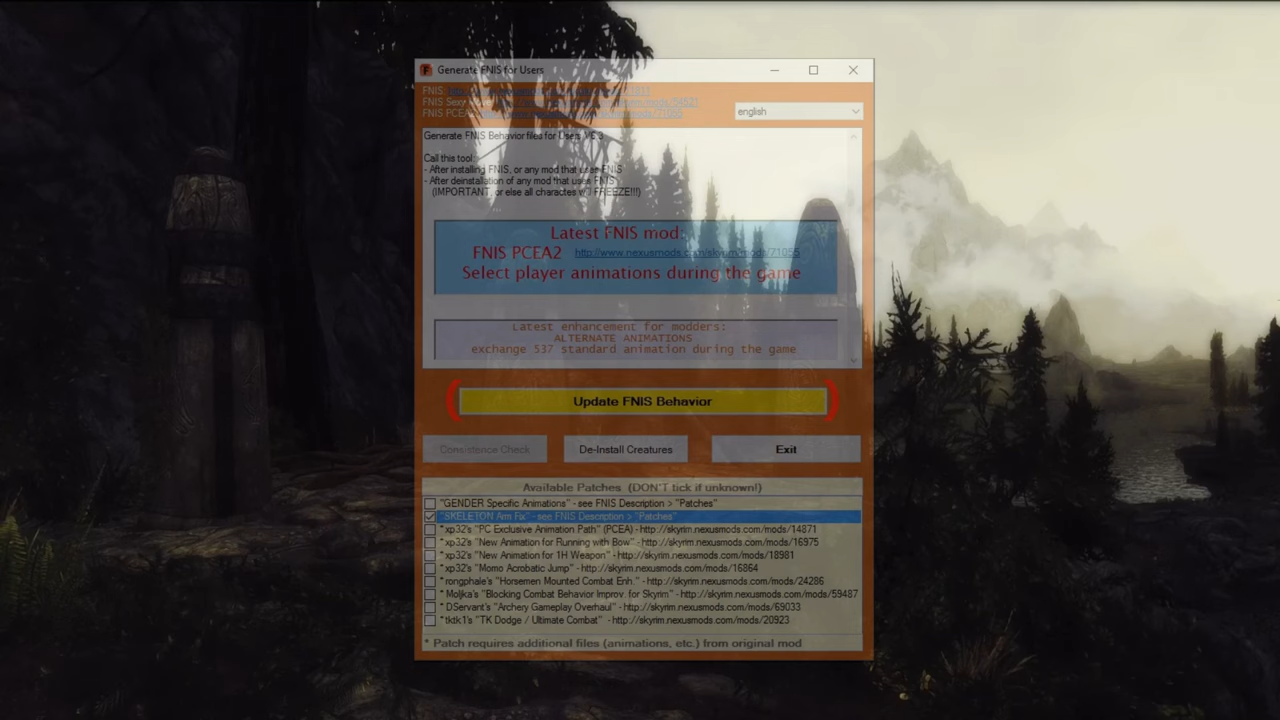 Generate FNIS for Users
FNIS:
FNIS Sexy
FNIS
english
Generate FNIS Behavior files for Users
Call this tool:
- After installing FNIS, or any mod that uses FNIS
- After deinstallation of any mod that uses FNIS
(IMPORTANT, or else all charactes will FREEZE!!!)
Latest FNIS mod:
FNIS PCEA2 http://www.nexusmods.com/skyrim/mods/71055
Select player animations during the game
Latest enhancement for modders:
ALTERNATE ANIMATIONS
exchange 537 standard animation during the game
Update FNIS Behavior
Consistence Check
De-Install Creatures
Exit
Available Patches (DON'T tick if unknown!)
"GENDER Specific Animations" - see FNIS Description > "Patches"
"SKELETON Arm Fix" - see FNIS Description > "Patches"
* xp32's "PC Exclusive Animation Path" (PCEA) - http://skyrim.nexusmods.com/mods/14871
* xp32's "New Animation for Running with Bow" - http://skyrim.nexusmods.com/mods/16975
* xp32's "New Animation for 1H Weapon" - http://skyrim.nexusmods.com/mods/18981
* xp32's "Momo Acrobatic Jump" - http://skyrim.nexusmods.com/mods/16864
* rongphale's "Horsemen Mounted Combat Enh." - http://skyrim.nexusmods.com/mods/24286
* Moljka's "Blocking Combat Behavior Improv. for Skyrim" - http://skyrim.nexusmods.com/mods/59487
* DServant's "Archery Gameplay Overhaul" - http://skyrim.nexusmods.com/mods/69033
* tktk1's "TK Dodge / Ultimate Combat" - http://skyrim.nexusmods.com/mods/20923
* Patch requires additional files (animations, etc.) from original mod